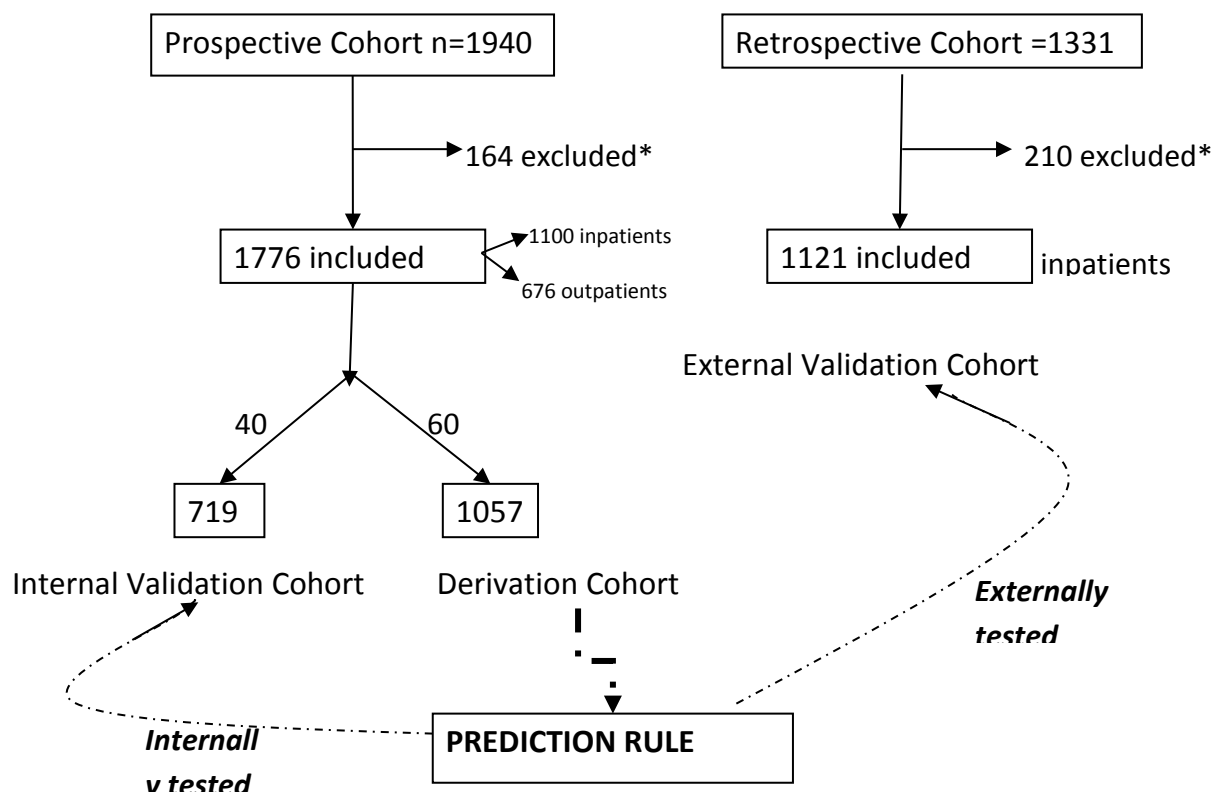 Prospective Cohort n=1940
Retrospective Cohort =1331
164 excluded*
210 excluded*
1776 included
1100 inpatients
676 outpatients
1121 included
inpatients
External Validation Cohort
40
60
719
1057
Internal Validation Cohort
Derivation Cohort
Externally
tested
PREDICTION RULE
Internall
y tested